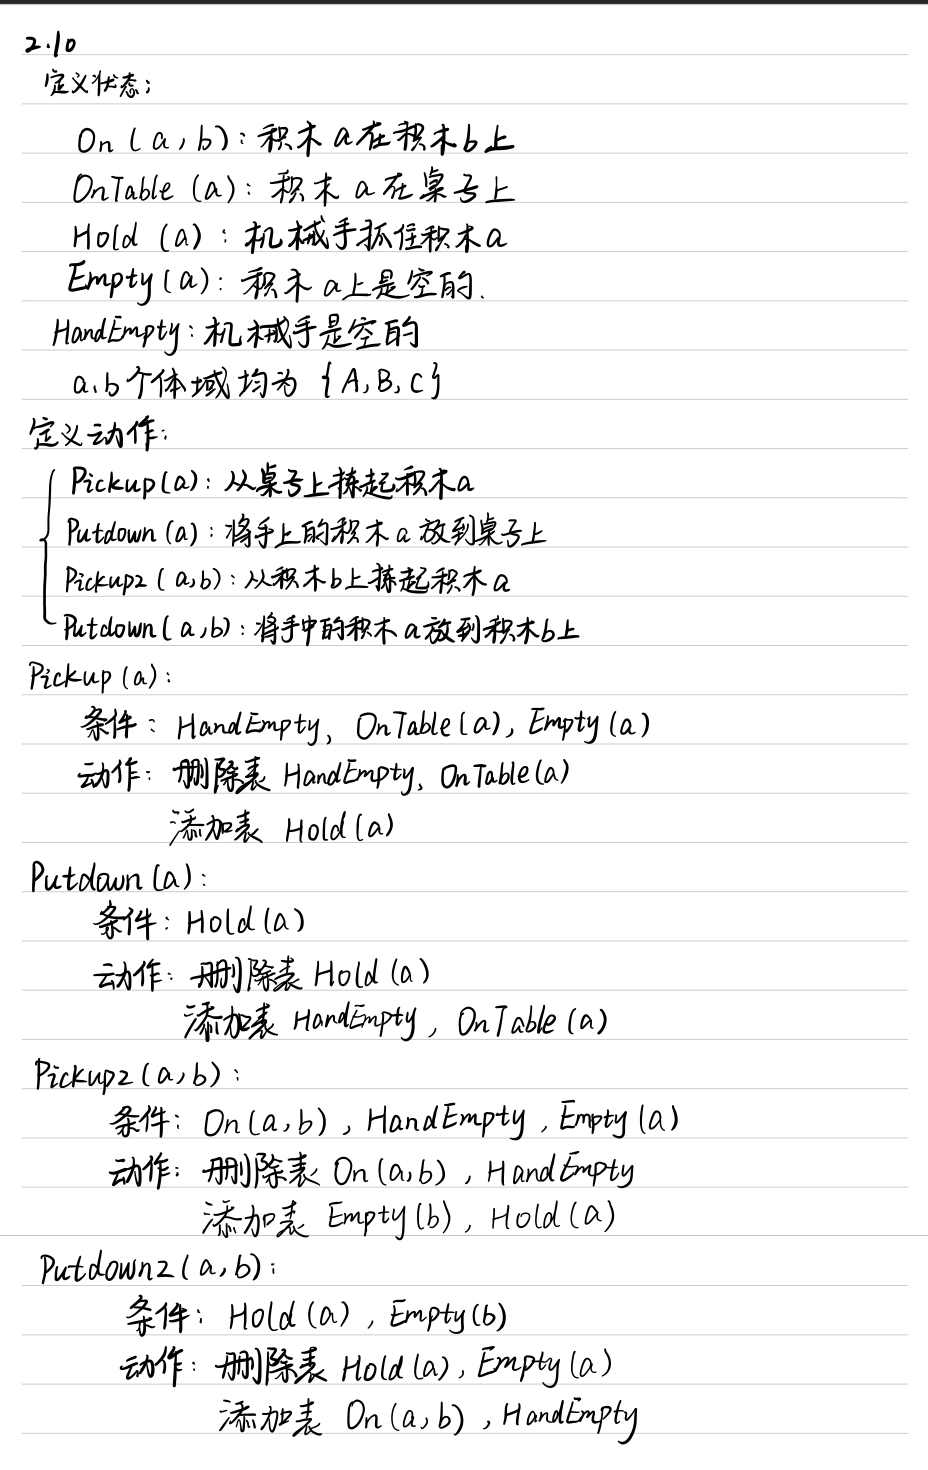 2.10
定义状态:
On (a, b): 积木a在积木b上
OnTable (a): 积木 a 在桌子上
Hold (a): 机械手抓住积木a
Empty (a): 积木 a上是空的.
HandEmpty: 机械手是空的
a、b个体域均为 {A, B, C}
定义动作:
Pickup(a): 从桌子上拣起积木a
Putdown (a): 将手上的积木 a 放到桌子上
Pickup2 (a,b): 从积木b上拣起积木 a
Putdown(a,b): 将手中的积木 a放到积木b上
Pickup (a):
条件: HandEmpty, OnTable(a), Empty(a)
动作: 删除表 HandEmpty, OnTable(a)
添加表 Hold (a)
Putdown (a):
条件: Hold (a)
动作: 删除表 Hold (a)
添加表 HandEmpty, OnTable (a)
Pickup2 (a,b):
条件: On(a,b), HandEmpty, Empty(a)
动作: 删除表 On(a,b), HandEmpty
添加表 Empty(b), Hold (a)
Putdown2(a,b):
条件: Hold (a), Empty(b)
动作: 删除表 Hold (a), Empty(a)
添加表 On(a,b), HandEmpty